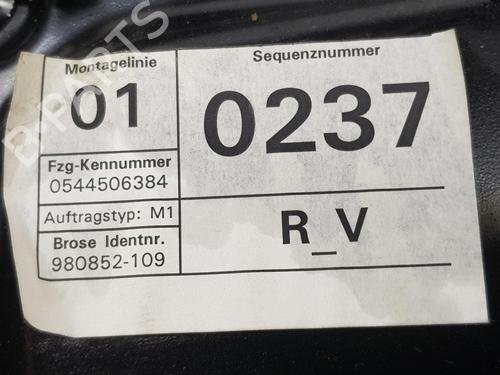 Montagelinie
01
Fzg-Kennummer
0544506384
Auftragstyp: M1
Brose Identnr.
980852-109
Sequenznummer
0237
R_V
B-PARTS